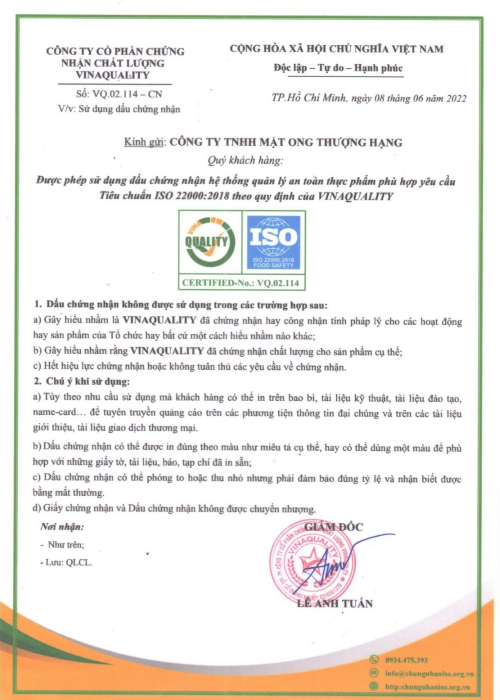 CÔNG TY CỔ PHẦN CHỨNG
NHẬN CHẤT LƯỢNG
VINAQUALITY
Số: VQ.02.114 – CN
V/v: Sử dụng dấu chứng nhận
CỘNG HÒA XÃ HỘI CHỦ NGHĨA VIỆT NAM
Độc lập – Tự do – Hạnh phúc
TP.Hồ Chí Minh, ngày 08 tháng 06 năm 2022
Kính gửi: CÔNG TY TNHH MẬT ONG THƯỢNG HẠNG
Quý khách hàng:
Được phép sử dụng dấu chứng nhận hệ thống quản lý an toàn thực phẩm phù hợp yêu cầu
Tiêu chuẩn ISO 22000:2018 theo quy định của VINAQUALITY
VINA
QUALITY
ISO
ISO 22000:2018
FOOD SAFETY
CERTIFIED-No.: VQ.02.114
1. Dấu chứng nhận không được sử dụng trong các trường hợp sau:
a) Gây hiểu nhầm là VINAQUALITY đã chứng nhận hay công nhận tính pháp lý cho các hoạt động
hay sản phẩm của Tổ chức hay bất cứ một cách hiểu nhầm nào khác;
b) Gây hiểu nhầm rằng VINAQUALITY đã chứng nhận chất lượng cho sản phẩm cụ thể;
c) Hết hiệu lực chứng nhận hoặc không tuân thủ các yêu cầu về chứng nhận.
2. Chú ý khi sử dụng:
a) Tùy theo nhu cầu sử dụng mà khách hàng có thể in trên bao bì, tài liệu kỹ thuật, tài liệu đào tạo,
name-card… để tuyên truyền quảng cáo trên các phương tiện thông tin đại chúng và trên các tài liệu
giới thiệu, tài liệu giao dịch thương mại.
b) Dấu chứng nhận có thể được in đúng theo màu như miêu tả cụ thể, hay có thể dùng một màu để phù
hợp với những giấy tờ, tài liệu, báo, tạp chí đã in sẵn;
c) Dấu chứng nhận có thể phóng to hoặc thu nhỏ nhưng phải đảm bảo đúng tỷ lệ và nhận biết được
bằng mắt thường.
d) Giấy chứng nhận và Dấu chứng nhận không được chuyển nhượng.
Nơi nhận:
- Như trên;
- Lưu: QLCL.
GIÁM ĐỐC
VINAQUALITY
LÊ ANH TUẤN
0934.475.393
info@chungnhaniso.org.vn
http:chungnhaniso.org.vn